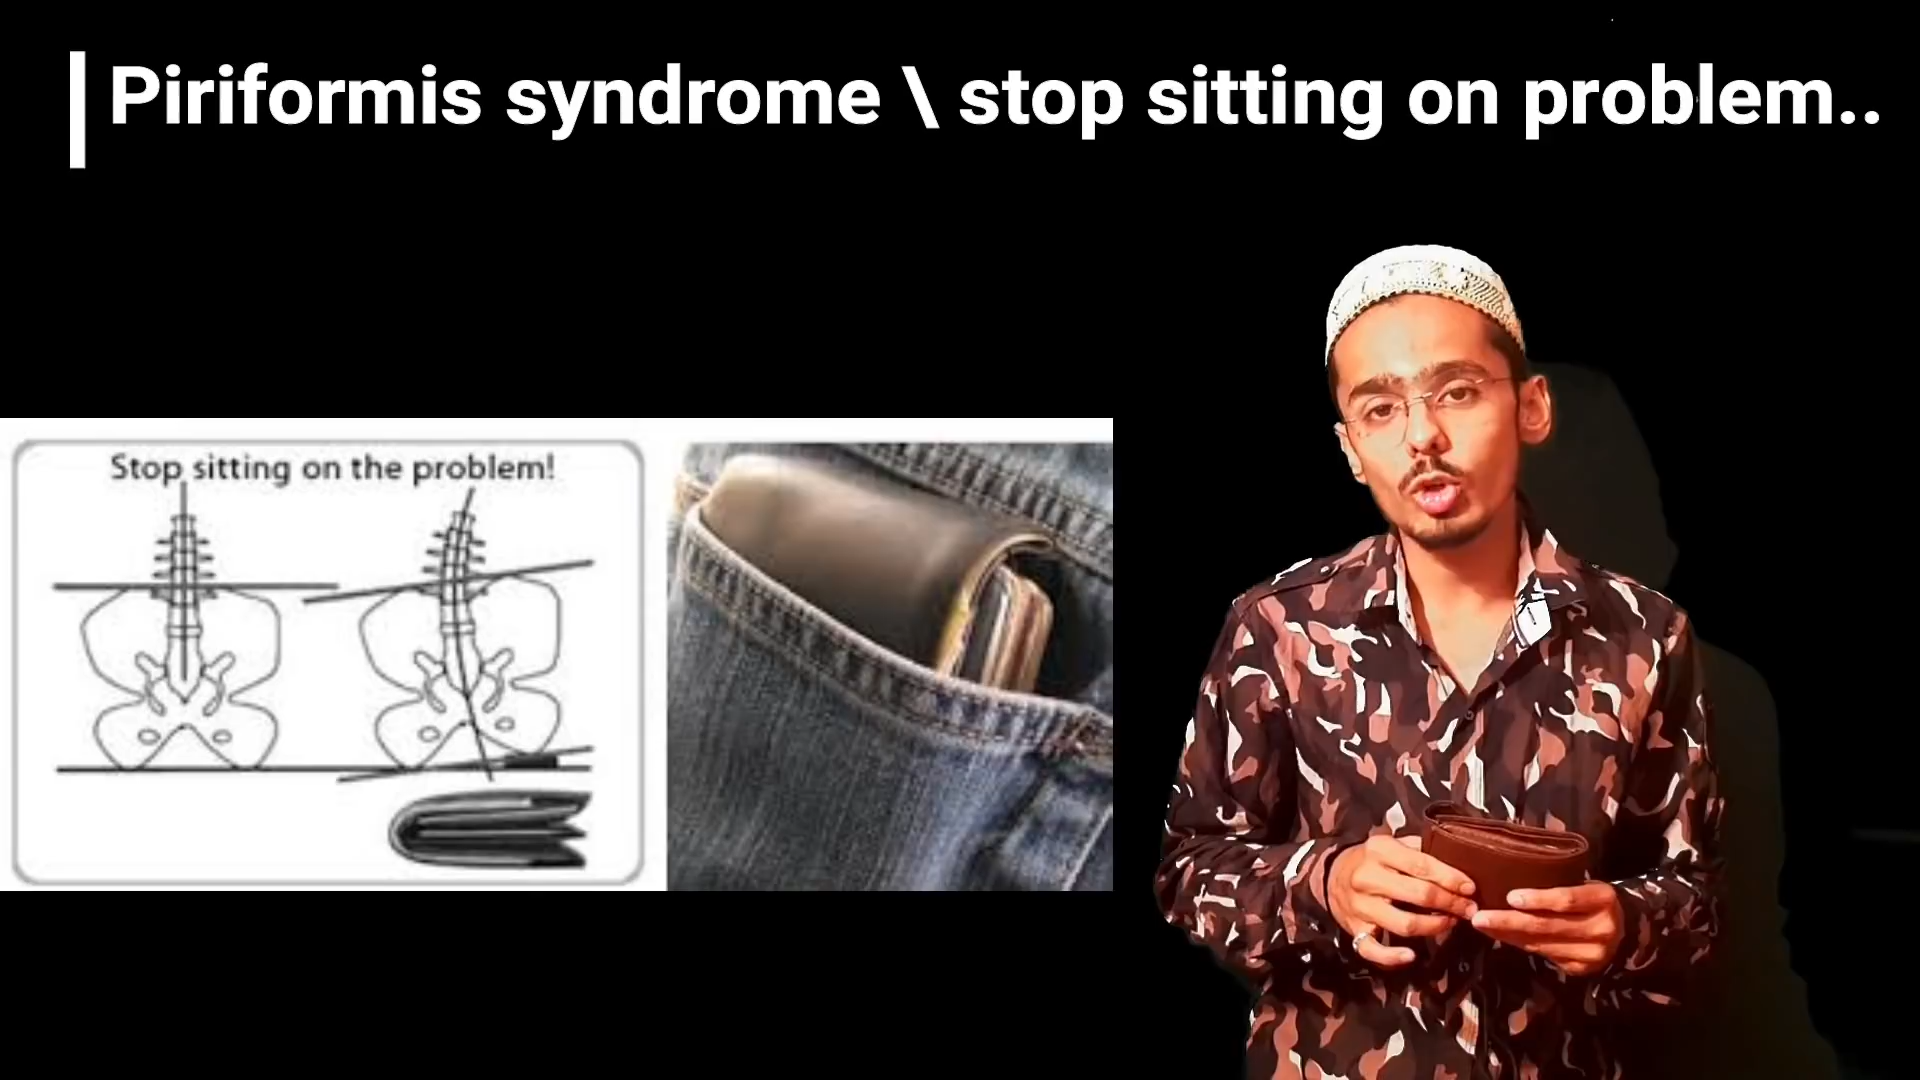 Piriformis syndrome \ stop sitting on problem..
Stop sitting on the problem!